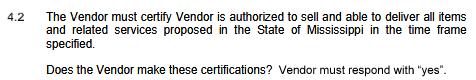 4.2 The Vendor must certify Vendor is authorized to sell and able to deliver all items
and related services proposed in the State of Mississippi in the time frame
specified.
Does the Vendor make these certifications? Vendor must respond with "yes".